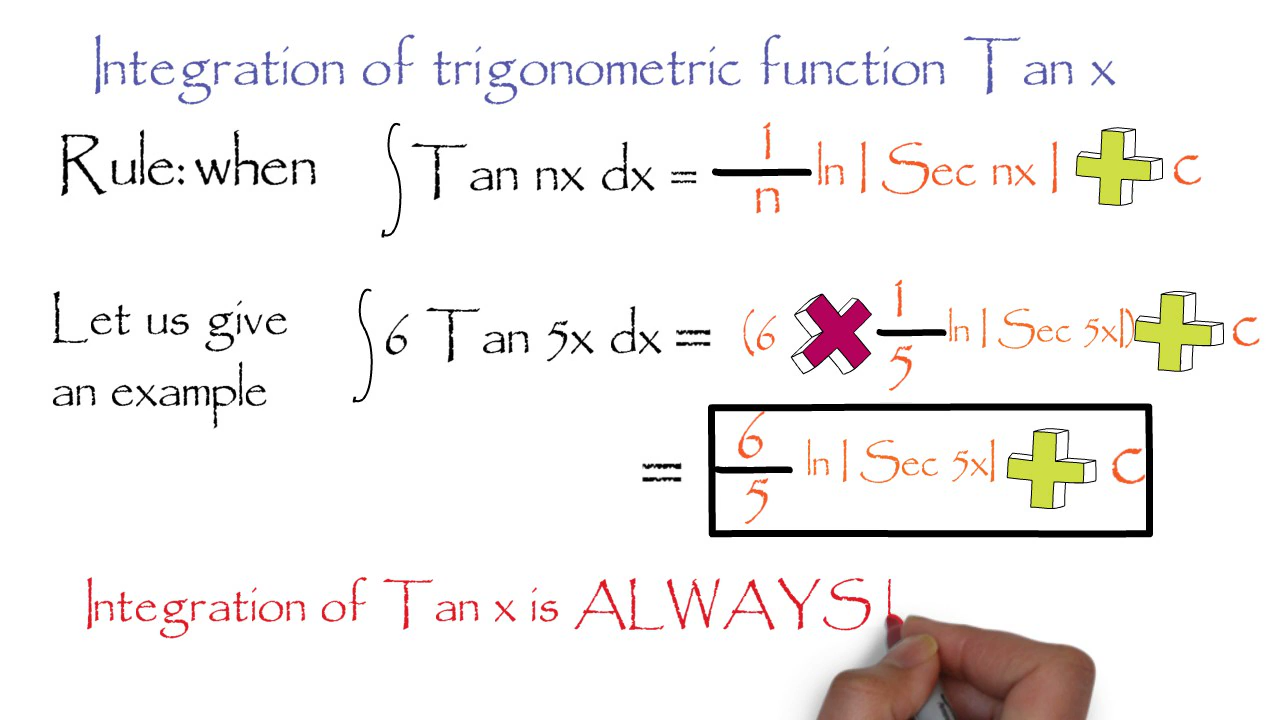 Integration of trigonometric function Tan x
Rule: when ∫ Tan nx dx = 1/n ln | Sec nx | + c
Let us give an example ∫ 6 Tan 5x dx = (6 × 1/5 ln | Sec 5x|) + c
= 6/5 ln | Sec 5x| + c
Integration of Tan x is ALWAYS